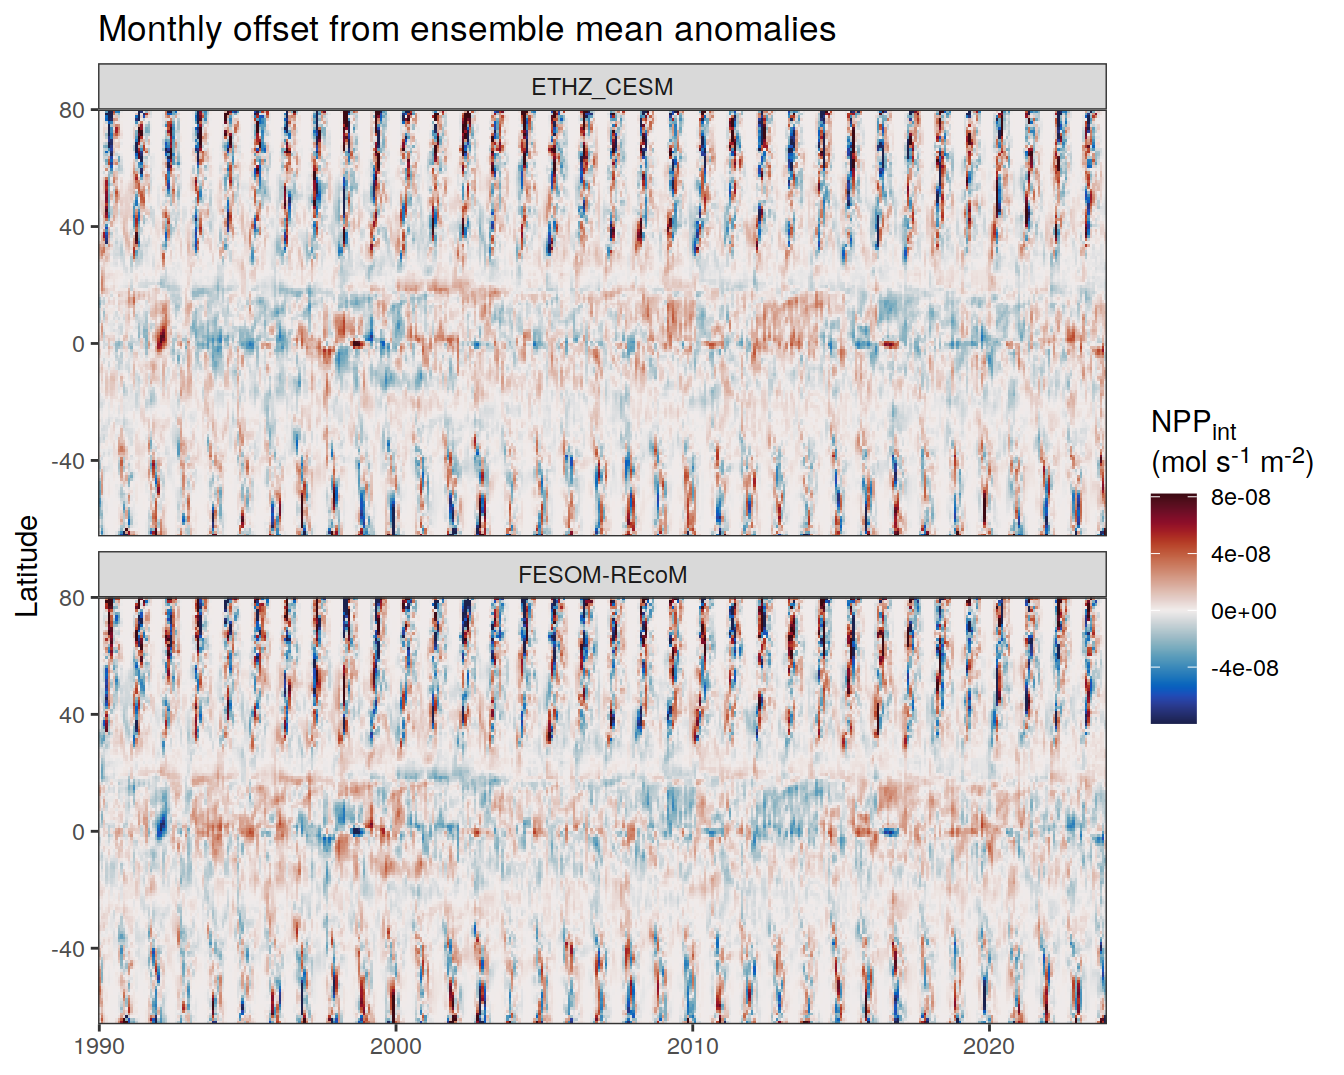 Monthly offset from ensemble mean anomalies
ETHZ_CESM
80
40
0
-40
FESOM-REcoM
80
40
0
-40
1990 2000 2010 2020
Latitude
NPPint
(mol s-1 m-2)
8e-08
4e-08
0e+00
-4e-08